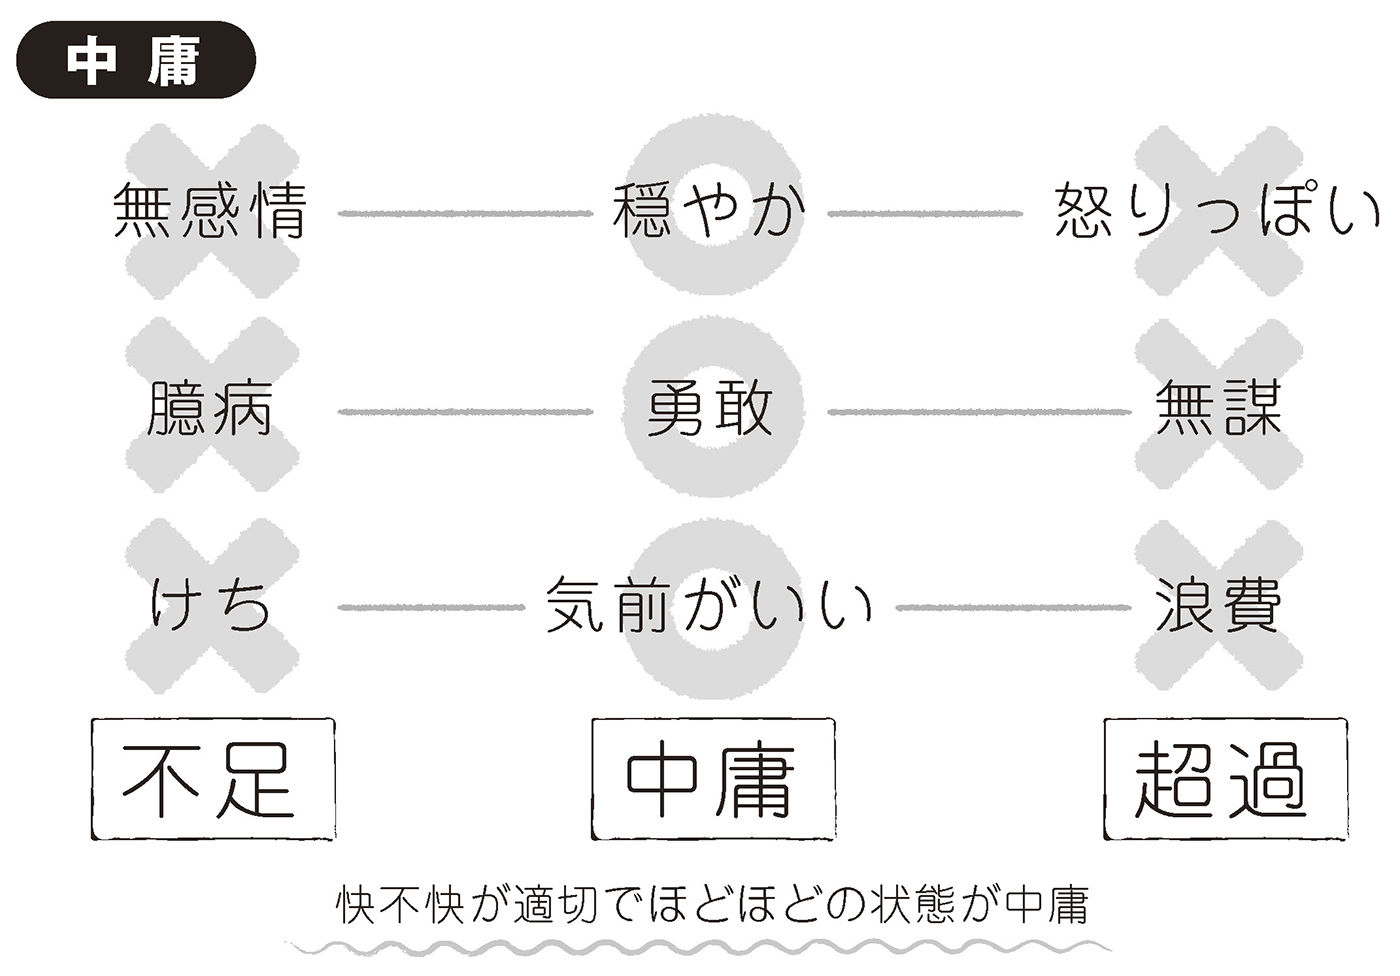 中庸
無感情 穏やか 怒りっぽい
臆病 勇敢 無謀
けち 気前がいい 浪費
不足 中庸 超過
快不快が適切でほどほどの状態が中庸